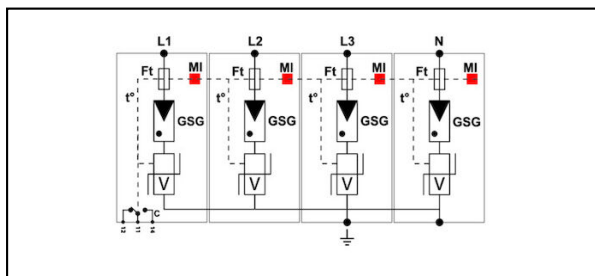 L1 L2 L3 N
Ft MI Ft MI Ft MI Ft MI
t° t° t° t°
GSG GSG GSG GSG
V V V V
C
12 11 14